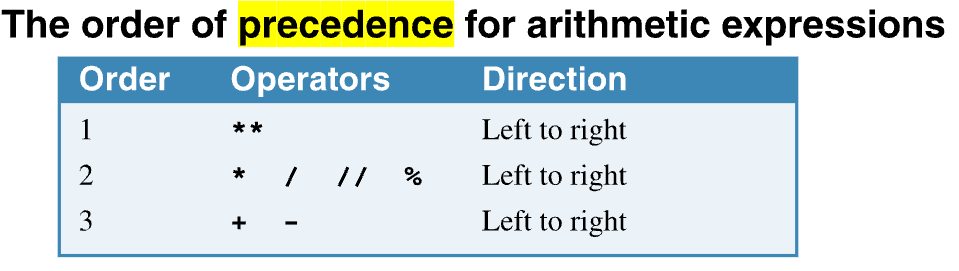 The order of precedence for arithmetic expressions
Order Operators Direction
1 ** Left to right
2 * / // % Left to right
3 + - Left to right